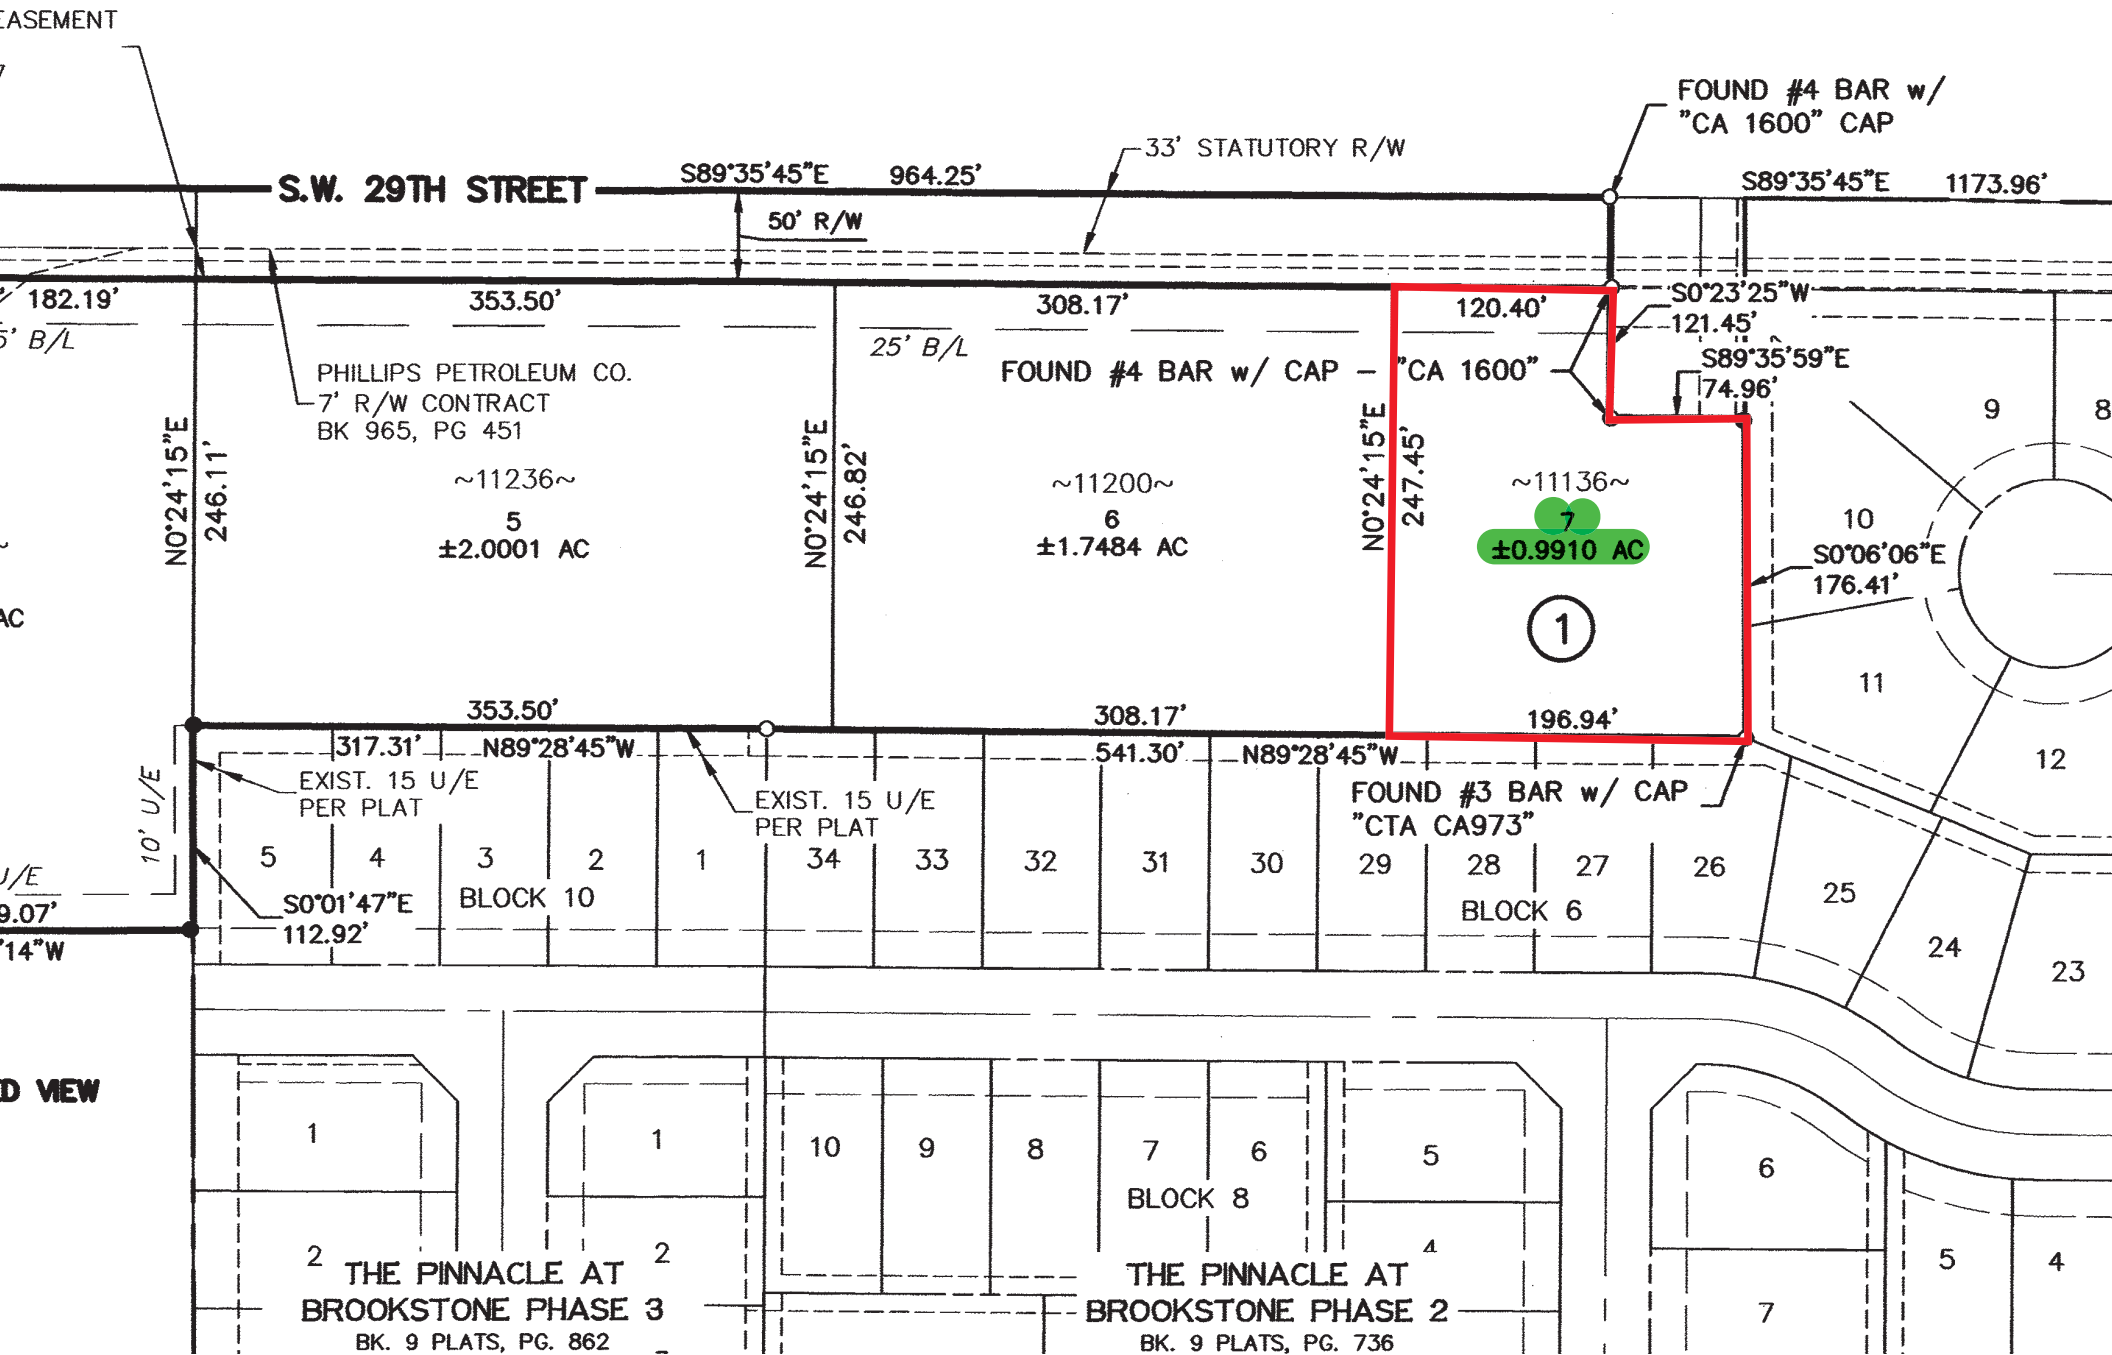 EASEMENT
FOUND #4 BAR w/
"CA 1600" CAP
33' STATUTORY R/W
S.W. 29TH STREET
S89°35'45"E 964.25'
S89°35'45"E 1173.96'
50' R/W
182.19'
353.50'
308.17'
120.40'
S0°23'25"W
121.45'
5' B/L
25' B/L
S89°35'59"E
74.96'
FOUND #4 BAR w/ CAP - "CA 1600"
PHILLIPS PETROLEUM CO.
7' R/W CONTRACT
BK 965, PG 451
N0°24'15"E
246.11'
N0°24'15"E
246.82'
N0°24'15"E
247.45'
~11236~
5
±2.0001 AC
~11200~
6
±1.7484 AC
~11136~
7
±0.9910 AC
1
9
8
10
S0°06'06"E
176.41'
11
12
AC
353.50'
308.17'
196.94'
317.31' N89°28'45"W
541.30' N89°28'45"W
EXIST. 15 U/E
PER PLAT
EXIST. 15 U/E
PER PLAT
FOUND #3 BAR w/ CAP
"CTA CA973"
10' U/E
U/E
9.07'
'14"W
S0°01'47"E
112.92'
5 4 3 2 1
BLOCK 10
34 33 32 31 30 29 28 27 26
BLOCK 6
25
24
23
ED VIEW
1
1
2
2
10 9 8 7 6
5
BLOCK 8
4
6
7
5
4
THE PINNACLE AT
BROOKSTONE PHASE 3
BK. 9 PLATS, PG. 862
THE PINNACLE AT
BROOKSTONE PHASE 2
BK. 9 PLATS, PG. 736